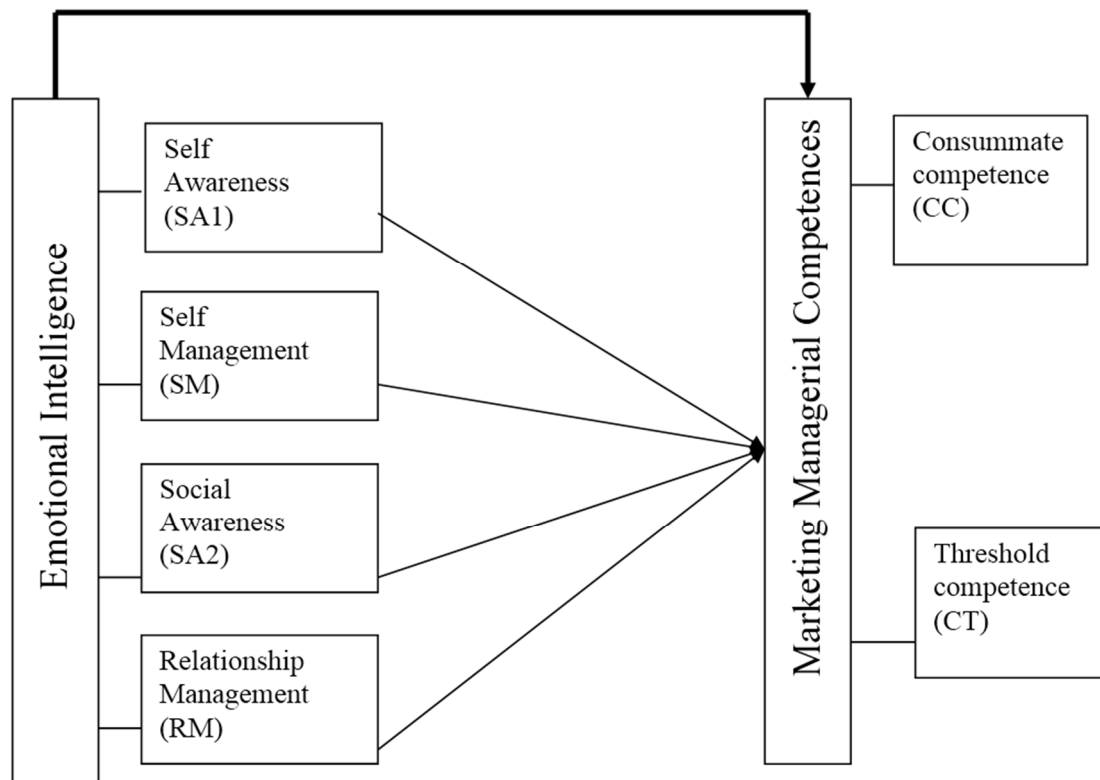 Emotional Intelligence
Self
Awareness
(SA1)
Self
Management
(SM)
Social
Awareness
(SA2)
Relationship
Management
(RM)
Marketing Managerial Competences
Consummate
competence
(CC)
Threshold
competence
(CT)